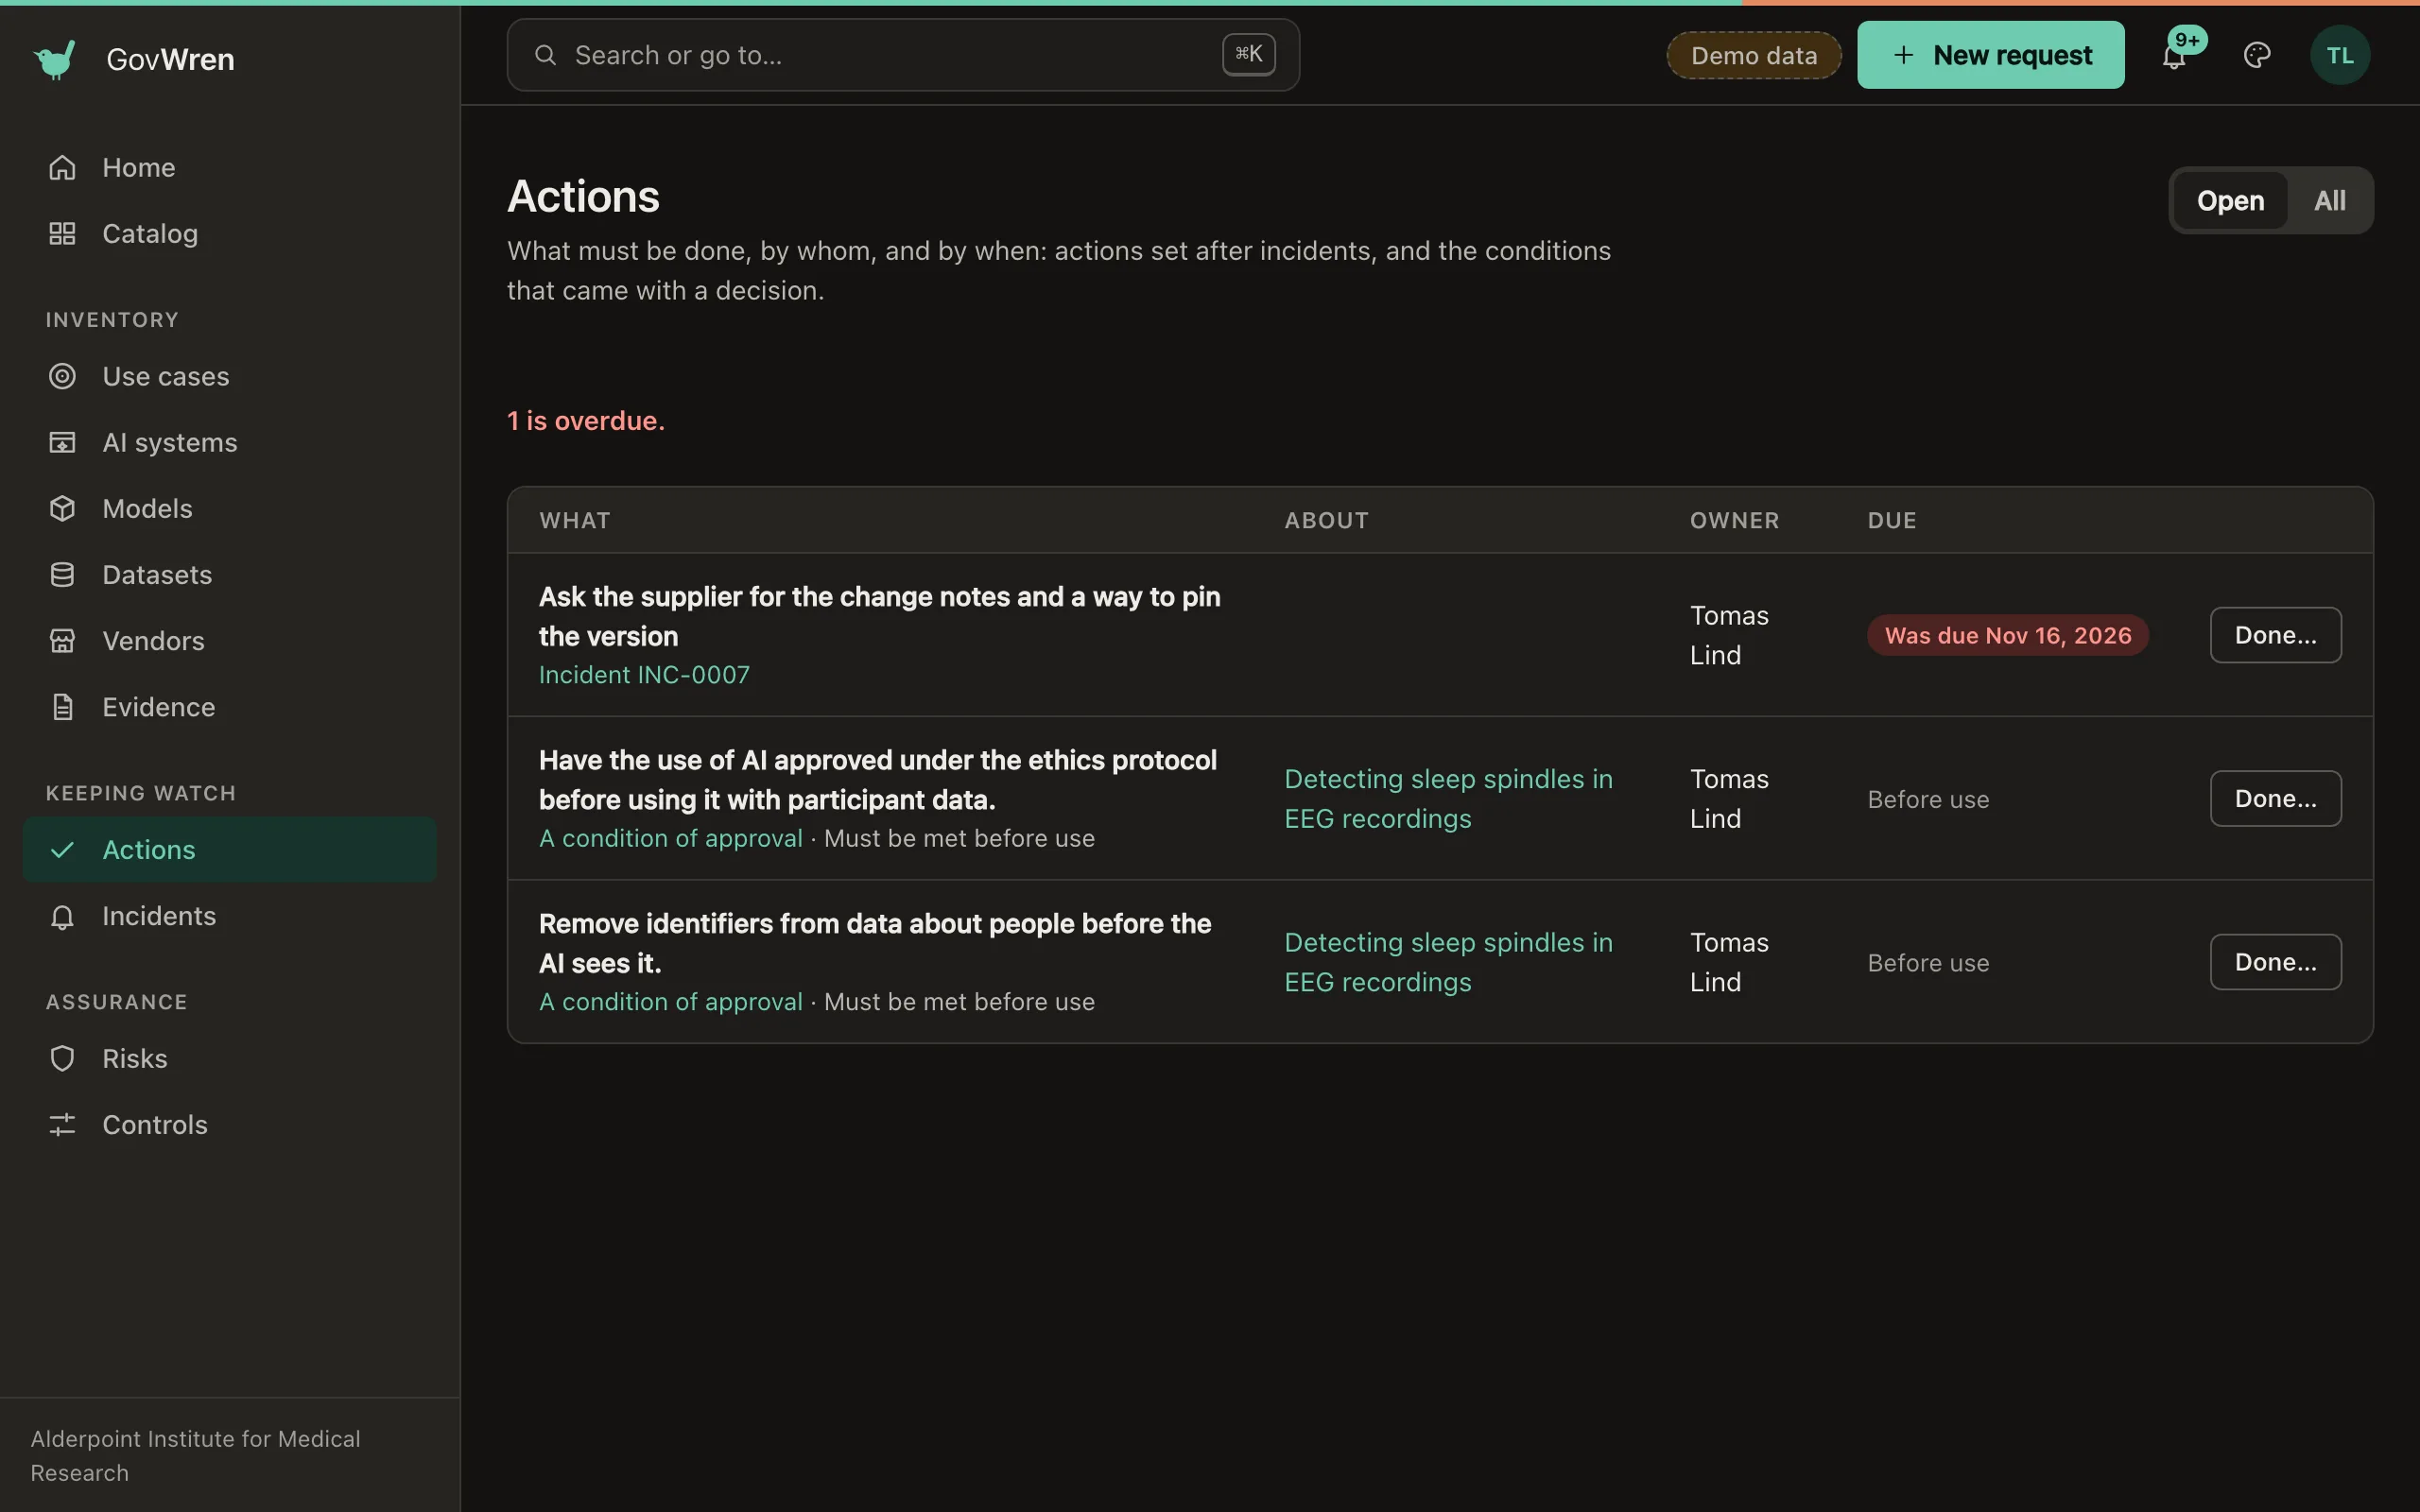 GovWren
Search or go to...
⌘K
Demo data
+ New request
9+
TL
Home
Catalog
INVENTORY
Use cases
AI systems
Models
Datasets
Vendors
Evidence
KEEPING WATCH
Actions
Incidents
ASSURANCE
Risks
Controls
Alderpoint Institute for Medical
Research
Actions
Open
All
What must be done, by whom, and by when: actions set after incidents, and the conditions
that came with a decision.
1 is overdue.
WHAT
ABOUT
OWNER
DUE
Ask the supplier for the change notes and a way to pin
the version
Incident INC-0007
Tomas
Lind
Was due Nov 16, 2026
Done...
Have the use of AI approved under the ethics protocol
before using it with participant data.
A condition of approval · Must be met before use
Detecting sleep spindles in
EEG recordings
Tomas
Lind
Before use
Done...
Remove identifiers from data about people before the
AI sees it.
A condition of approval · Must be met before use
Detecting sleep spindles in
EEG recordings
Tomas
Lind
Before use
Done...